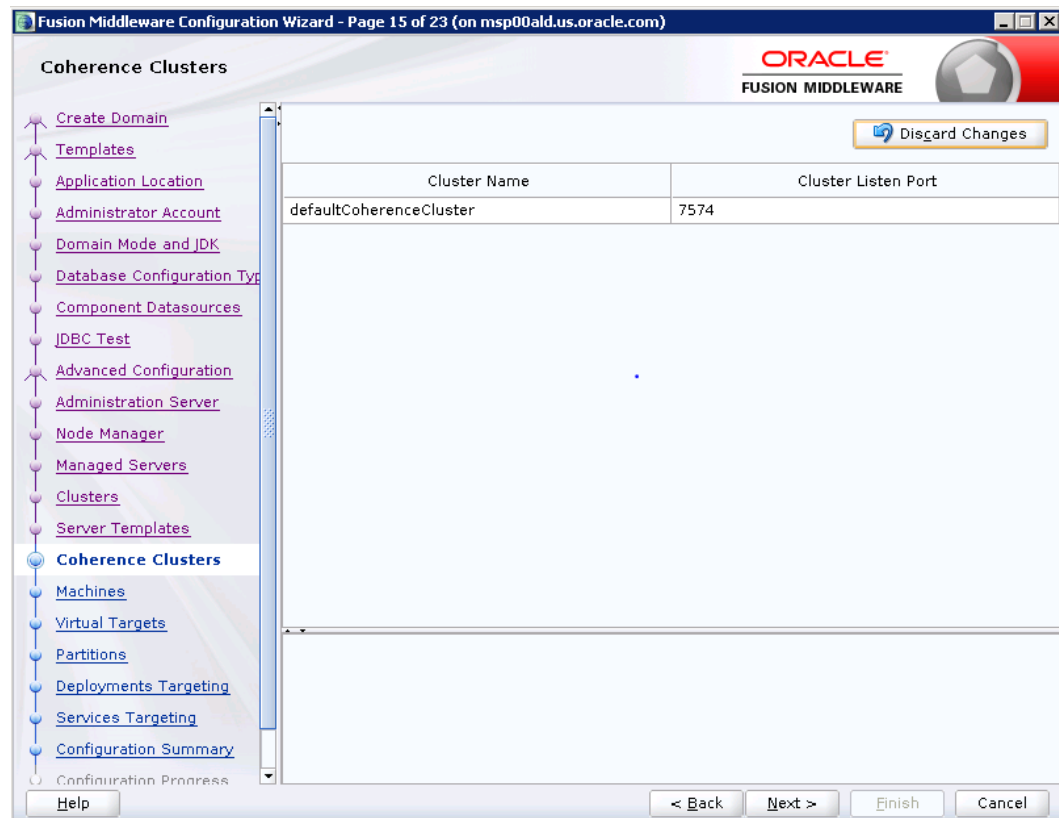 Fusion Middleware Configuration Wizard - Page 15 of 23 (on msp00ald.us.oracle.com)
Coherence Clusters
ORACLE
FUSION MIDDLEWARE
Create Domain
Templates
Application Location
Administrator Account
Domain Mode and JDK
Database Configuration Typ
Component Datasources
JDBC Test
Advanced Configuration
Administration Server
Node Manager
Managed Servers
Clusters
Server Templates
Coherence Clusters
Machines
Virtual Targets
Partitions
Deployments Targeting
Services Targeting
Configuration Summary
Configuration Progress
Discard Changes
Cluster Name Cluster Listen Port
defaultCoherenceCluster 7574
Help < Back Next > Finish Cancel